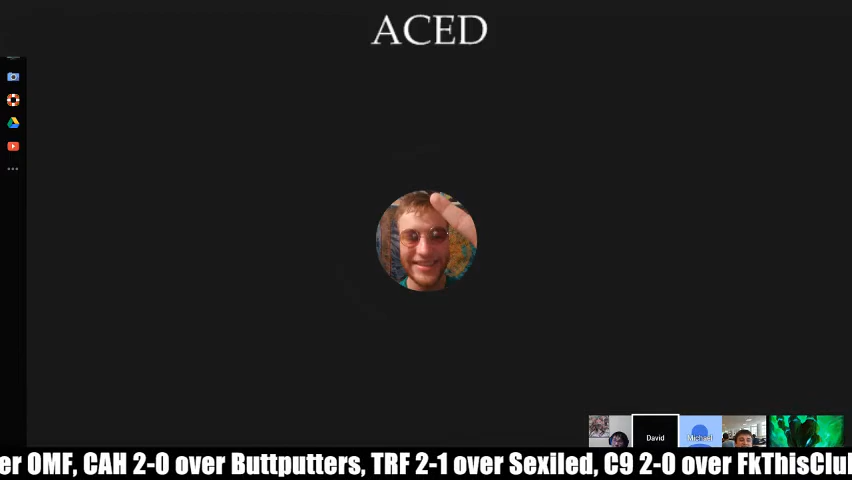 ACED
David
Michael
er OMF, CAH 2-0 over Buttputters, TRF 2-1 over Sexiled, C9 2-0 over FkThisClu